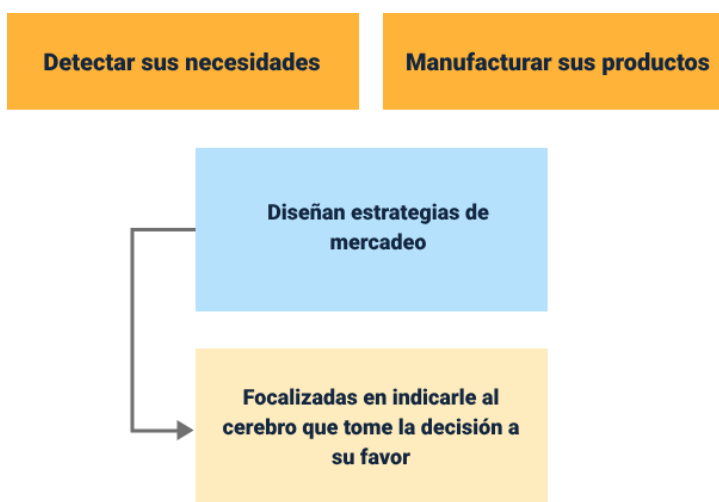 Detectar sus necesidades
Manufacturar sus productos
Diseñan estrategias de
mercadeo
Focalizadas en indicarle al
cerebro que tome la decisión a
su favor